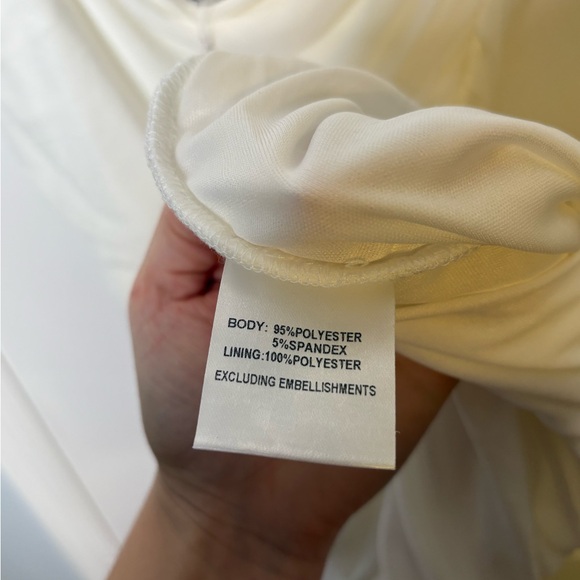 BODY: 95%POLYESTER
5%SPANDEX
LINING:100%POLYESTER
EXCLUDING EMBELLISHMENTS